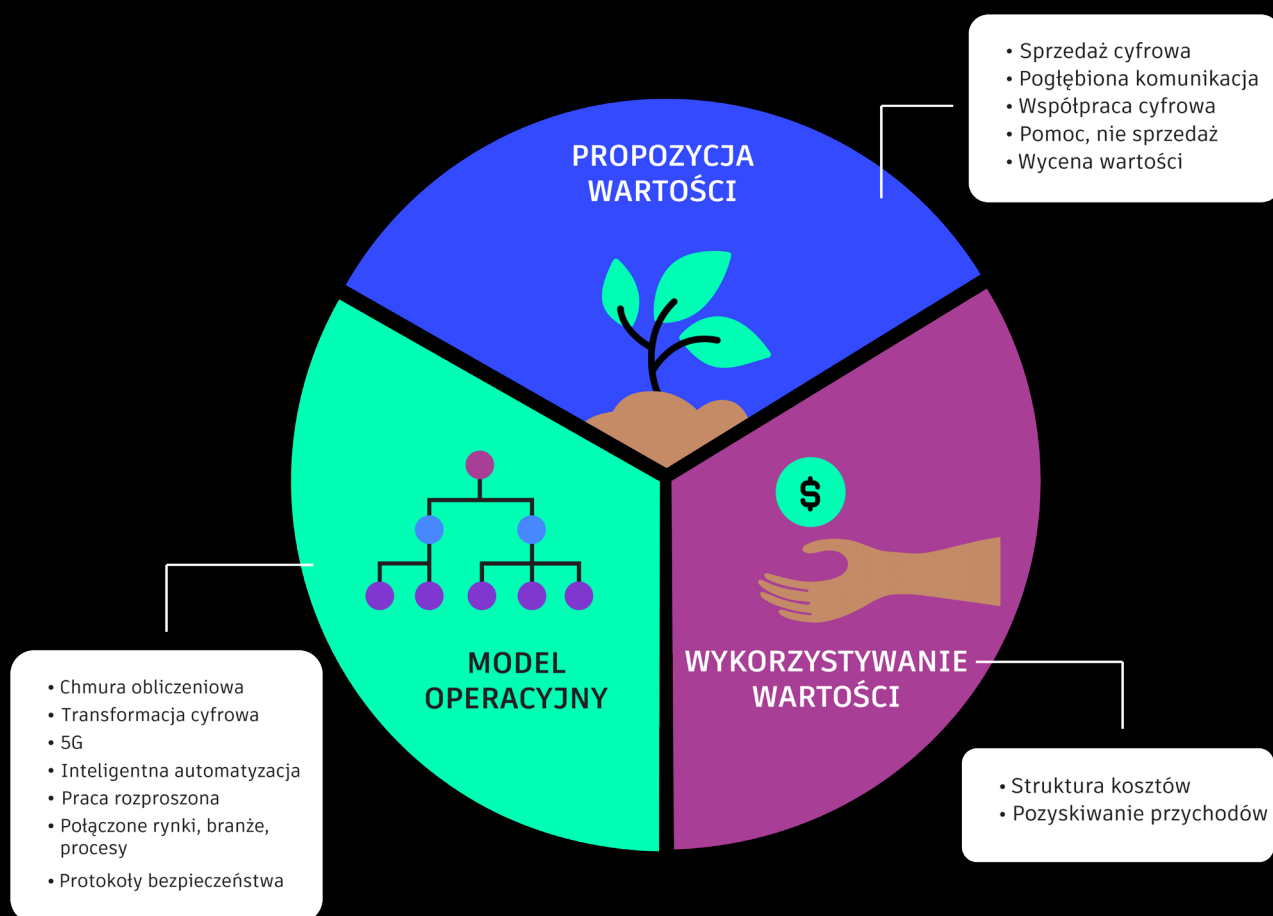 • Sprzedaż cyfrowa
• Pogłębiona komunikacja
• Współpraca cyfrowa
• Pomoc, nie sprzedaż
• Wycena wartości
PROPOZYCJA
WARTOŚCI
$
MODEL
OPERACYJNY
WYKORZYSTYWANIE
WARTOŚCI
• Chmura obliczeniowa
• Transformacja cyfrowa
• 5G
• Inteligentna automatyzacja
• Praca rozproszona
• Połączone rynki, branże,
procesy
• Protokoły bezpieczeństwa
• Struktura kosztów
• Pozyskiwanie przychodów